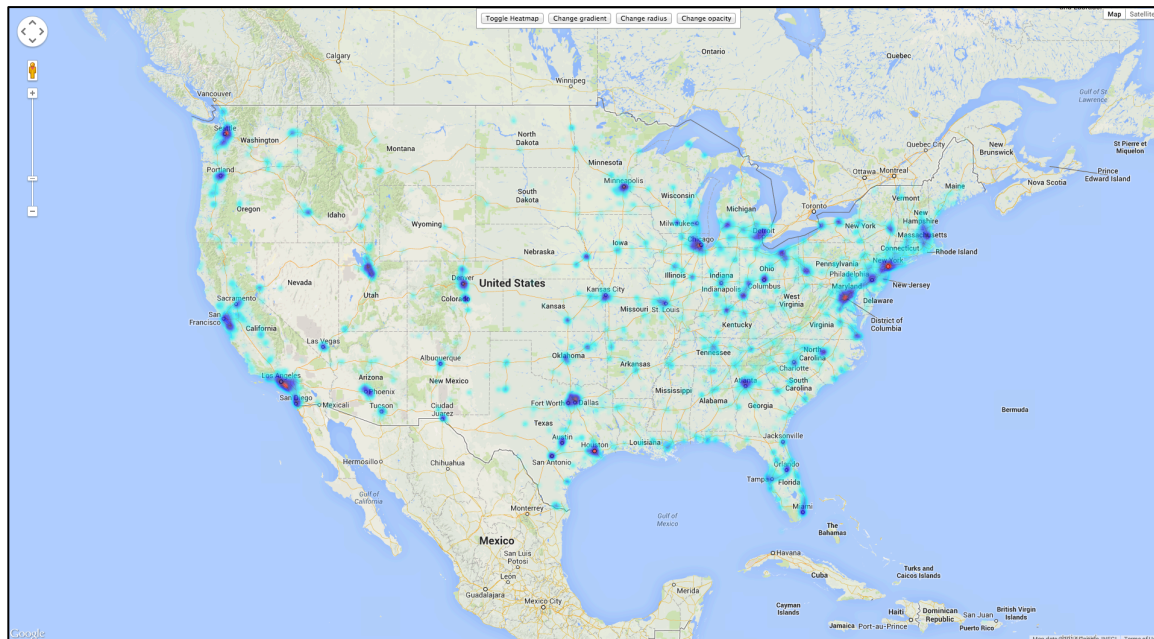 Toggle Heatmap
Change gradient
Change radius
Change opacity
Map
Satellite
Ontario
Quebec
Calgary
Winnipeg
Vancouver
Gulf of
St Lawrence
Seattle
Washington
North
Dakota
Montana
Minnesota
Quebec City
New
Brunswick
St Pierre et
Miquelon
Prince
Edward Island
Nova Scotia
Ottawa
Montreal
Maine
Portland
Minneapolis
South
Dakota
Wisconsin
Michigan
Toronto
Vermont
New
Hampshire
Oregon
Idaho
Wyoming
Milwaukee
Detroit
New York
Massachusetts
Connecticut
Rhode Island
Iowa
Chicago
Nebraska
Nevada
Utah
Denver
Colorado
United States
Illinois
Indiana
Indianapolis
Ohio
Columbus
Pennsylvania
New York
Philadelphia
New Jersey
Maryland
Delaware
Sacramento
San
Francisco
California
Kansas City
Kansas
Missouri
St. Louis
West
Virginia
Virginia
District of
Columbia
Kentucky
Las Vegas
Albuquerque
Oklahoma
Tennessee
North
Carolina
Charlotte
Los Angeles
Arizona
Phoenix
New Mexico
Arkansas
Atlanta
South
Carolina
San Diego
Mexicali
Tucson
Ciudad
Juarez
Fort Worth
Dallas
Mississippi
Alabama
Georgia
Bermuda
Texas
Austin
Houston
Louisiana
Jacksonville
San Antonio
Hermosillo
Chihuahua
Orlando
Tampa
Florida
Gulf of
California
Monterrey
Gulf of
Mexico
Miami
The
Bahamas
Mexico
San Luis
Potosi
Havana
León
Cuba
Turks and
Caicos Islands
Guadalajara
Mexico City
Mérida
Cayman
Islands
Haiti
Dominican
Republic
San Juan
British Virgin
Islands
Jamaica
Port-au-Prince
Puerto Rico
Google